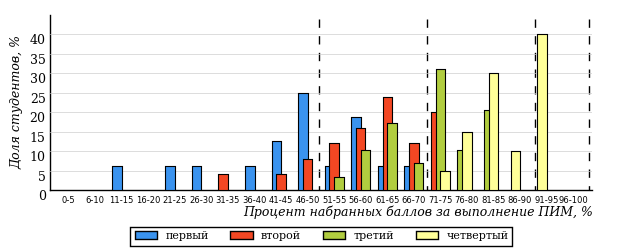 Доля студентов, %
40
35
30
25
20
15
10
5
0
0-5 6-10 11-15 16-20 21-25 26-30 31-35 36-40 41-45 46-50 51-55 56-60 61-65 66-70 71-75 76-80 81-85 86-90 91-95 96-100
Процент набранных баллов за выполнение ПИМ, %
первый второй третий четвертый